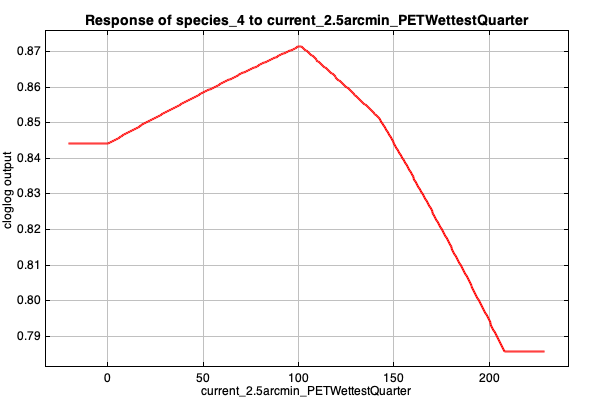 Response of species_4 to current_2.5arcmin_PETWettestQuarter
0.87
0.86
0.85
0.84
0.83
0.82
0.81
0.80
0.79
cloglog output
0 50 100 150 200
current_2.5arcmin_PETWettestQuarter